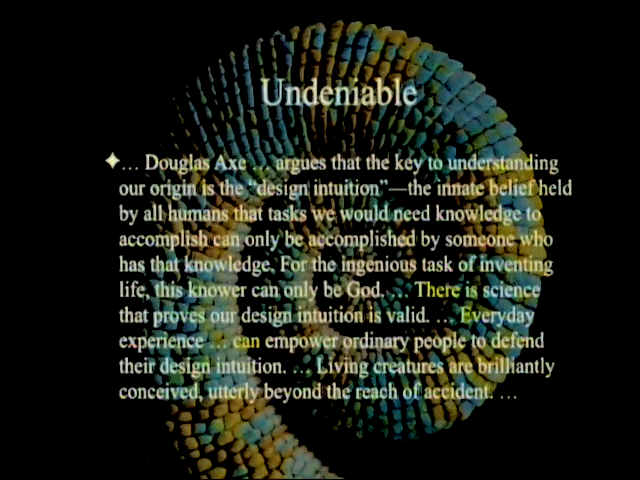 Undeniable
✦… Douglas Axe … argues that the key to understanding
our origin is the “design intuition”—the innate belief held
by all humans that tasks we would need knowledge to
accomplish can only be accomplished by someone who
has that knowledge. For the ingenious task of inventing
life, this knower can only be God. … There is science
that proves our design intuition is valid. … Everyday
experience … can empower ordinary people to defend
their design intuition. … Living creatures are brilliantly
conceived, utterly beyond the reach of accident. …